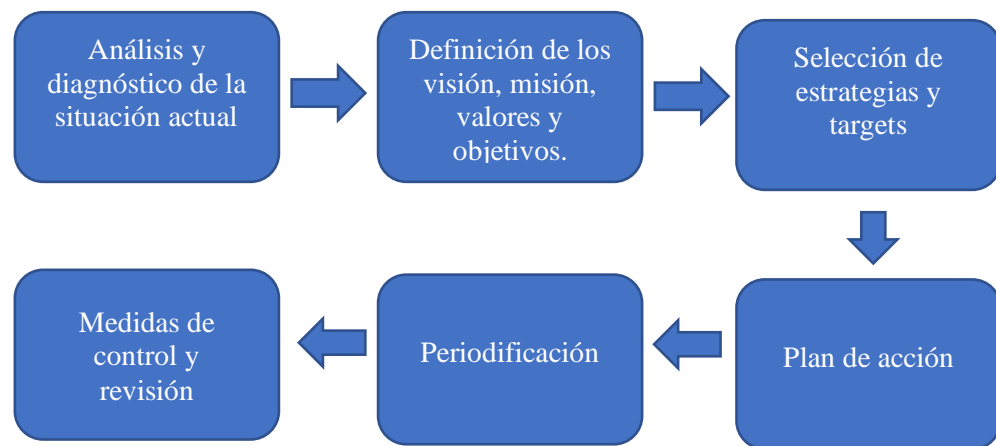 Análisis y
diagnóstico de la
situación actual
Definición de los
visión, misión,
valores y
objetivos.
Selección de
estrategias y
targets
Plan de acción
Periodificación
Medidas de
control y
revisión